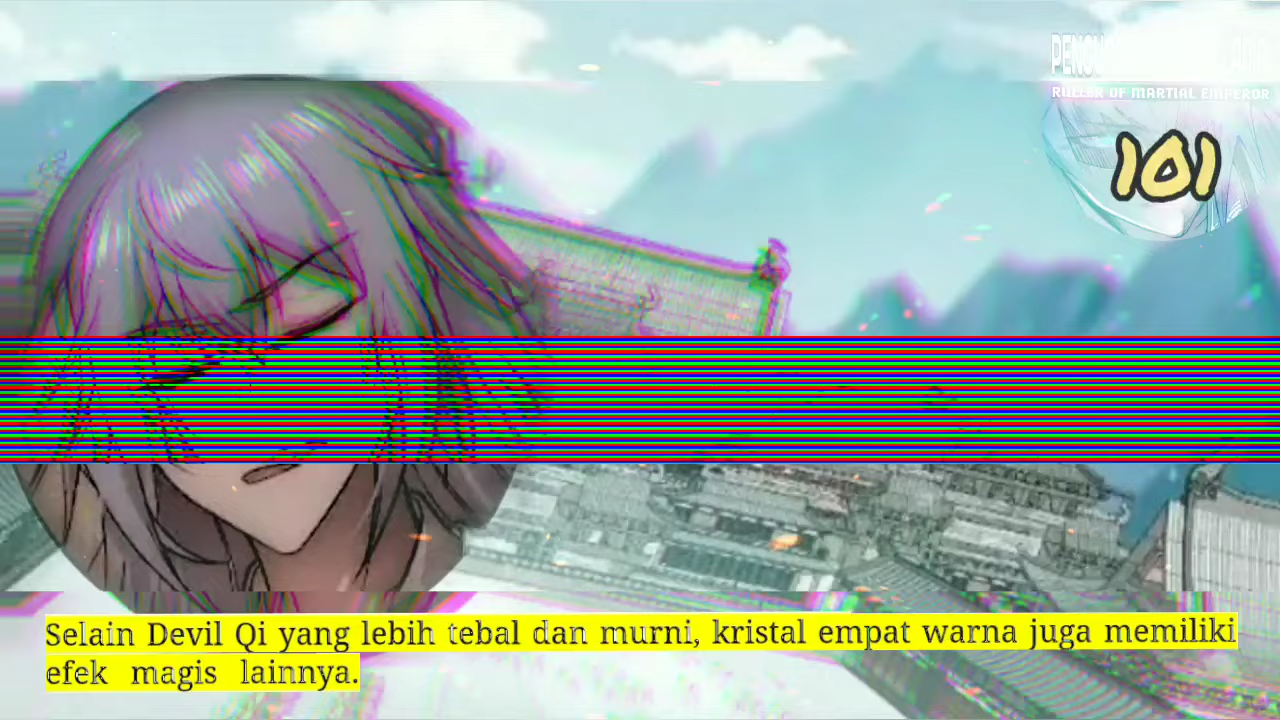 RULER OF MARTIAL EMPEROR
101
Selain Devil Qi yang lebih tebal dan murni, kristal empat warna juga memiliki
efek magis lainnya.